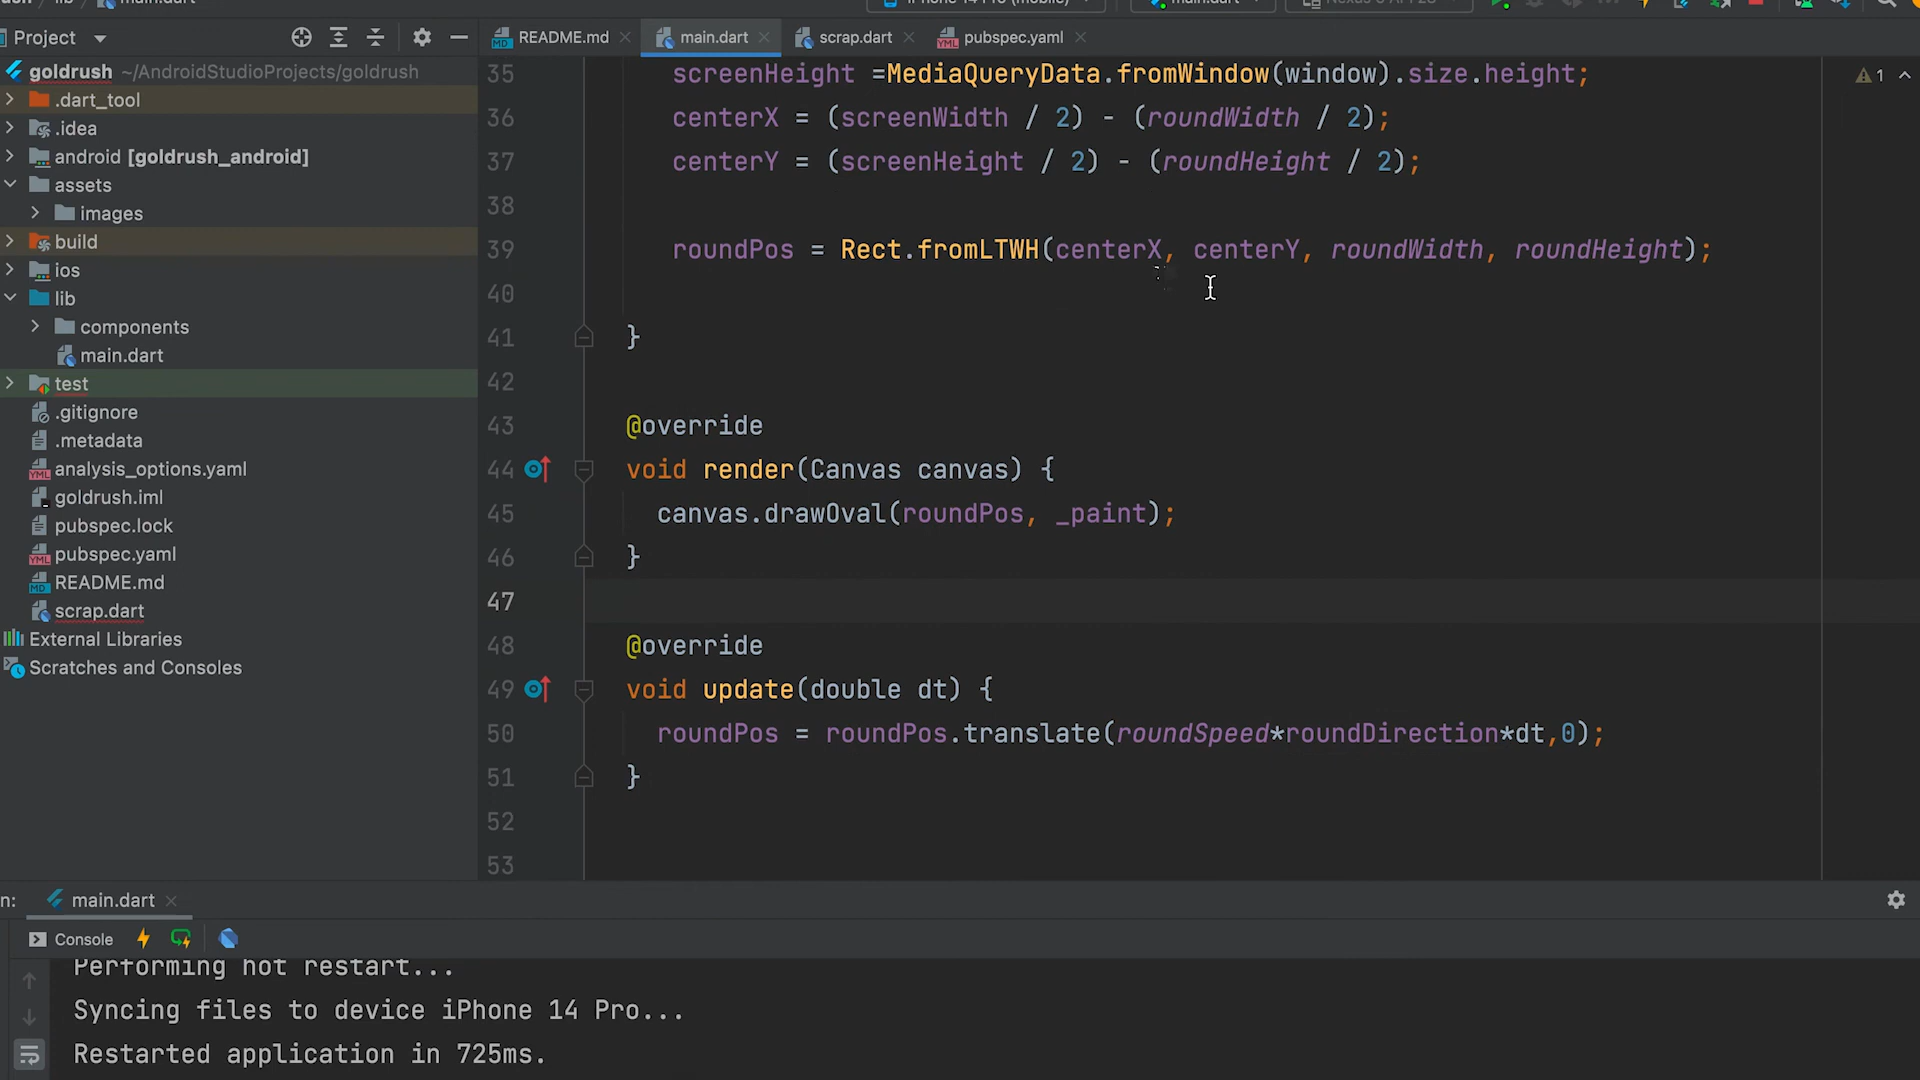 main.dart
README.md
main.dart
scrap.dart
pubspec.yaml
Project
goldrush ~/AndroidStudioProjects/goldrush
.dart_tool
.idea
android [goldrush_android]
assets
images
build
ios
lib
components
main.dart
test
.gitignore
.metadata
analysis_options.yaml
goldrush.iml
pubspec.lock
pubspec.yaml
README.md
scrap.dart
External Libraries
Scratches and Consoles
1
35 screenHeight =MediaQueryData.fromWindow(window).size.height;
36 centerX = (screenWidth / 2) - (roundWidth / 2);
37 centerY = (screenHeight / 2) - (roundHeight / 2);
38
39 roundPos = Rect.fromLTWH(centerX, centerY, roundWidth, roundHeight);
40
41 }
42
43 @override
44 void render(Canvas canvas) {
45 canvas.drawOval(roundPos, _paint);
46 }
47
48 @override
49 void update(double dt) {
50 roundPos = roundPos.translate(roundSpeed*roundDirection*dt,0);
51 }
52
53
n: main.dart
Console
Performing hot restart...
Syncing files to device iPhone 14 Pro...
Restarted application in 725ms.